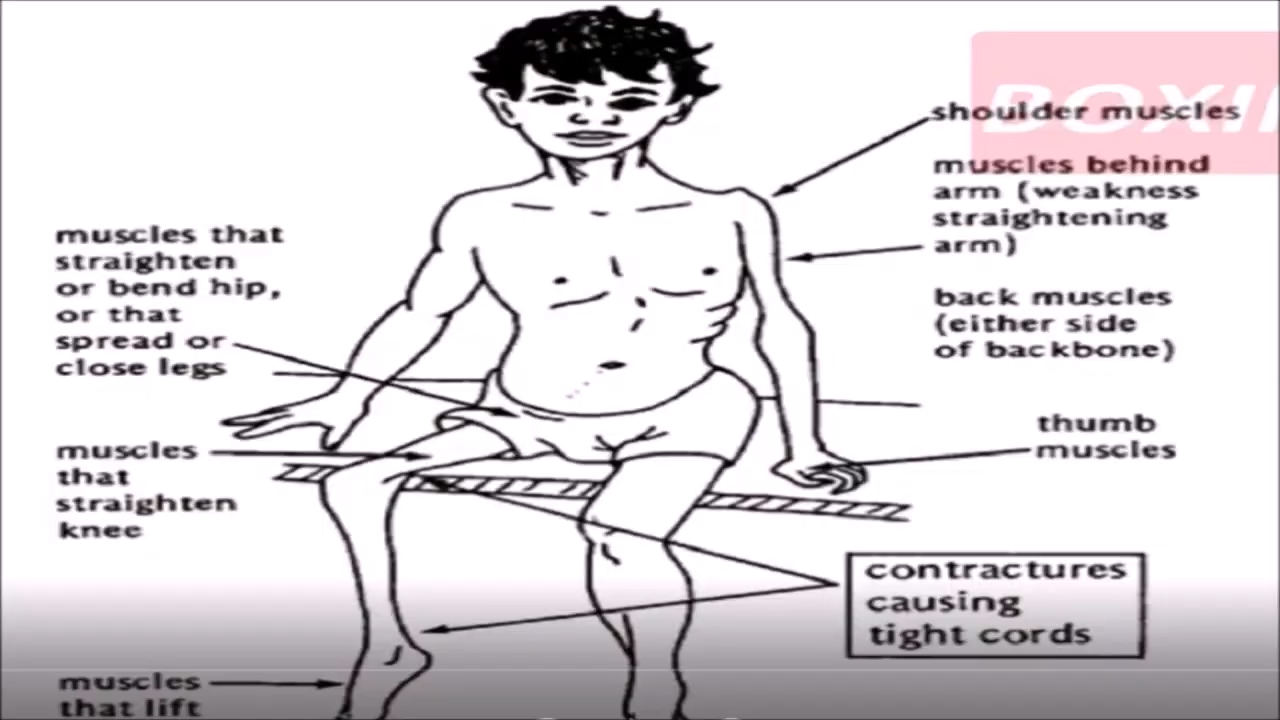 BOXI
shoulder muscles
muscles behind
arm (weakness
straightening
arm)
muscles that
straighten
or bend hip,
or that
spread or
close legs
back muscles
(either side
of backbone)
thumb
muscles
muscles
that
straighten
knee
contractures
causing
tight cords
muscles
that lift